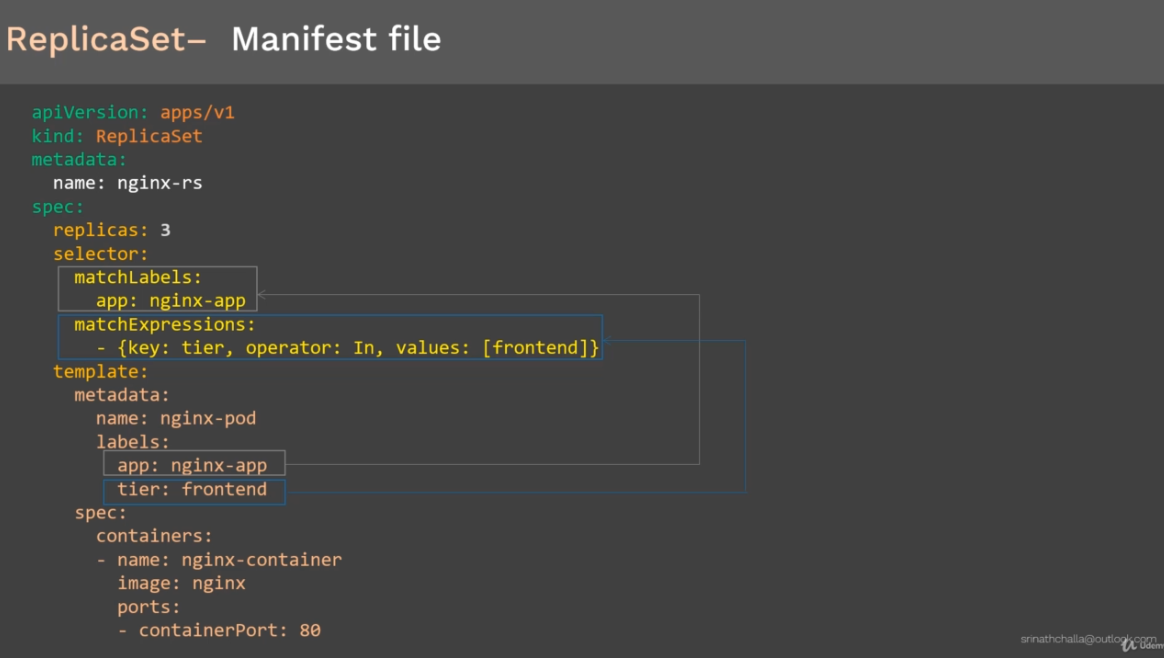 ReplicaSet– Manifest file
apiVersion: apps/v1
kind: ReplicaSet
metadata:
  name: nginx-rs
spec:
  replicas: 3
  selector:
    matchLabels:
      app: nginx-app
    matchExpressions:
      - {key: tier, operator: In, values: [frontend]}
  template:
    metadata:
      name: nginx-pod
      labels:
        app: nginx-app
        tier: frontend
    spec:
      containers:
      - name: nginx-container
        image: nginx
        ports:
        - containerPort: 80
srinathchalla@outlook.com
Udemy